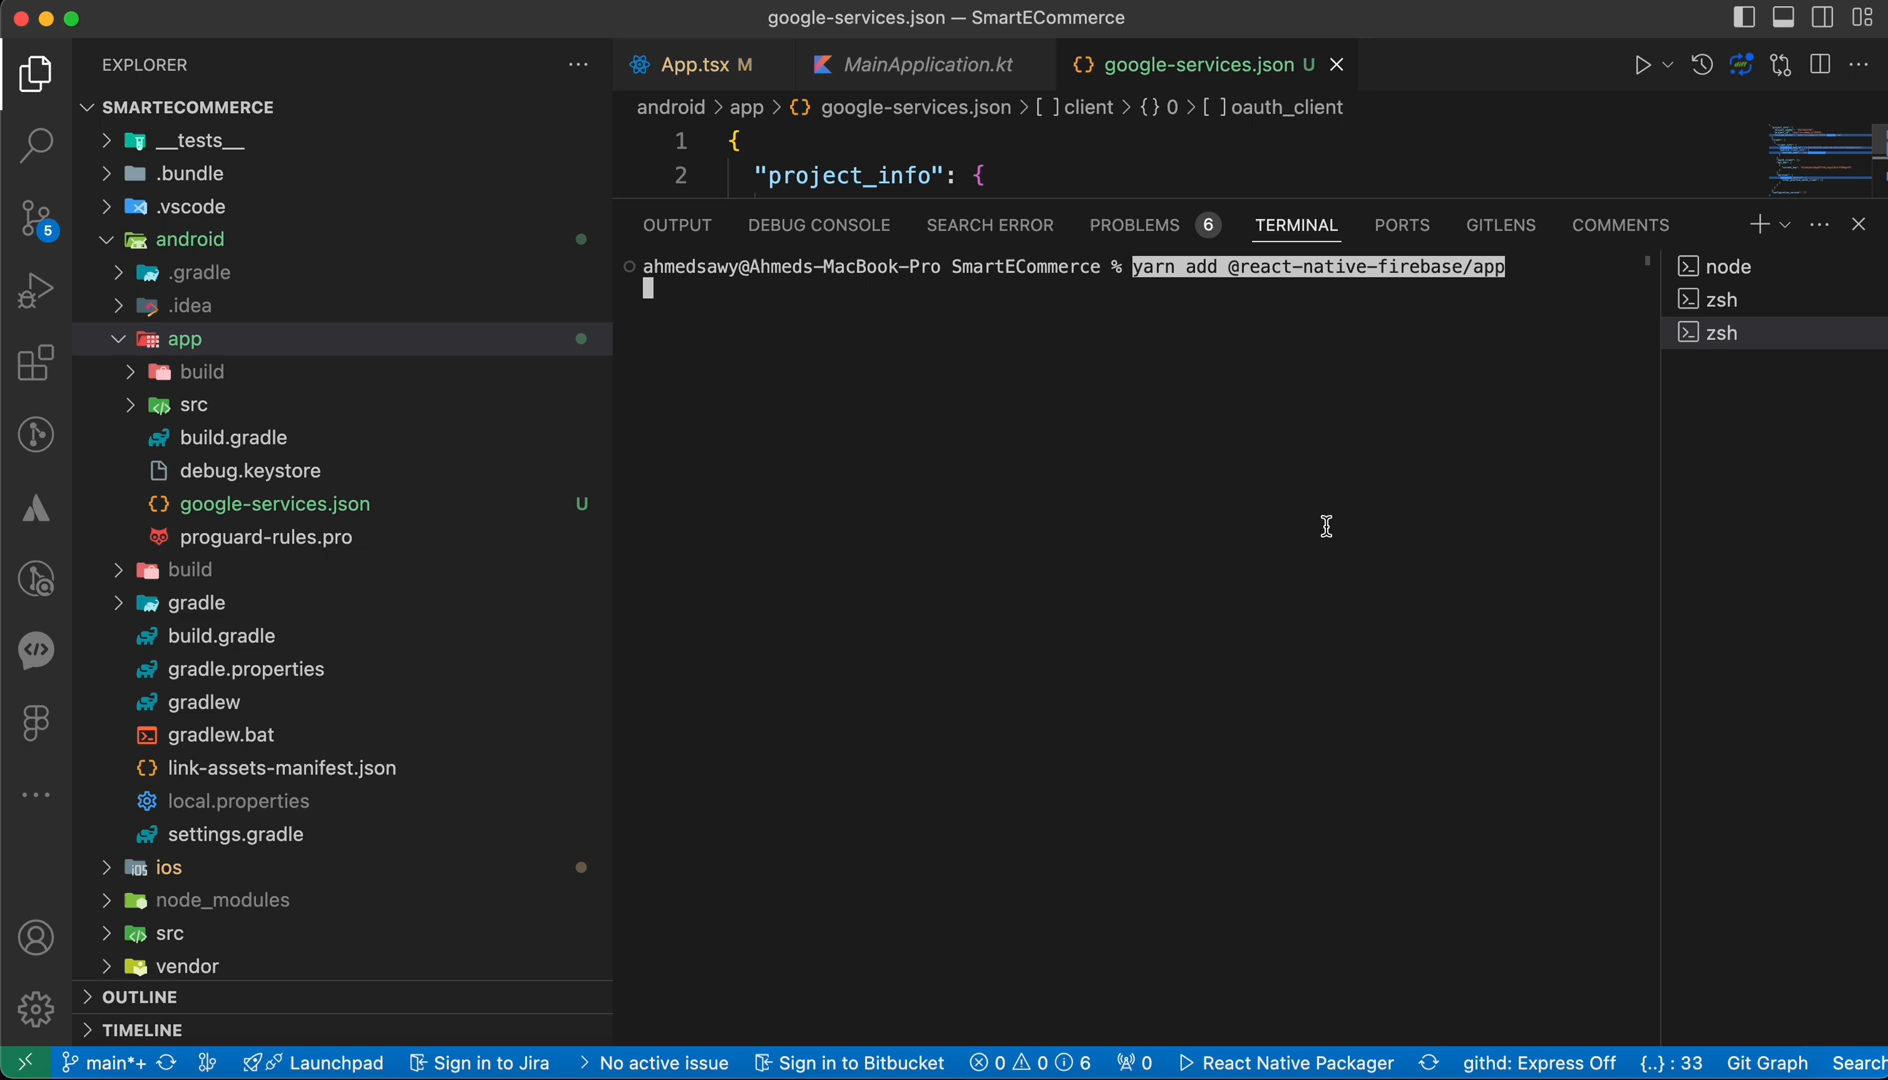 google-services.json — SmartECommerce
EXPLORER
App.tsx M
MainApplication.kt
google-services.json U
SMARTECOMMERCE
android > app > {} google-services.json > [ ] client > {} 0 > [ ] oauth_client
__tests__
1 {
.bundle
2 "project_info": {
.vscode
OUTPUT DEBUG CONSOLE SEARCH ERROR PROBLEMS 6 TERMINAL PORTS GITLENS COMMENTS
5
android
ahmedsawy@Ahmeds-MacBook-Pro SmartECommerce % yarn add @react-native-firebase/app
node
.gradle
zsh
.idea
zsh
app
build
src
build.gradle
debug.keystore
google-services.json U
proguard-rules.pro
build
gradle
build.gradle
gradle.properties
gradlew
gradlew.bat
link-assets-manifest.json
local.properties
settings.gradle
ios
node_modules
src
vendor
OUTLINE
TIMELINE
main*+ Launchpad Sign in to Jira No active issue Sign in to Bitbucket 0 0 6 0 React Native Packager githd: Express Off {..} : 33 Git Graph Search